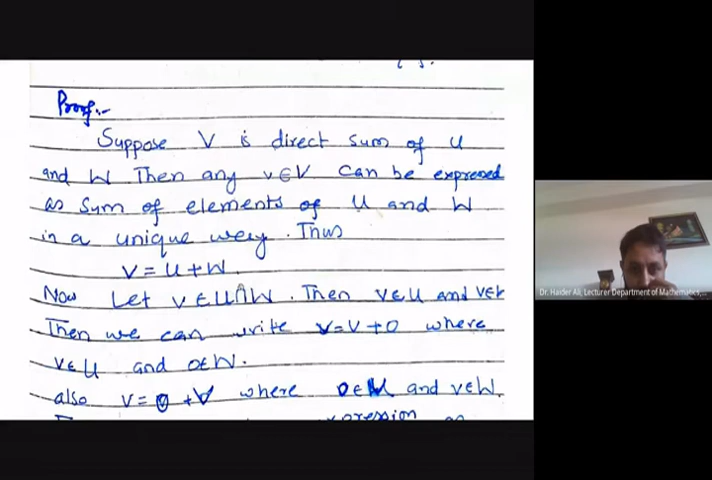 Proof:-
Suppose V is direct sum of U
and W Then any v∈V can be expressed
as sum of elements of U and W
in a unique way. Thus
V = U + W.
Now Let v∈U∩W. Then v∈U and v∈
Then we can write v=v+0 where
v∈U and 0∈W.
also v=0+v where 0∈U and v∈W.
Dr. Haider Ali, Lecturer Department of Mathematics,...